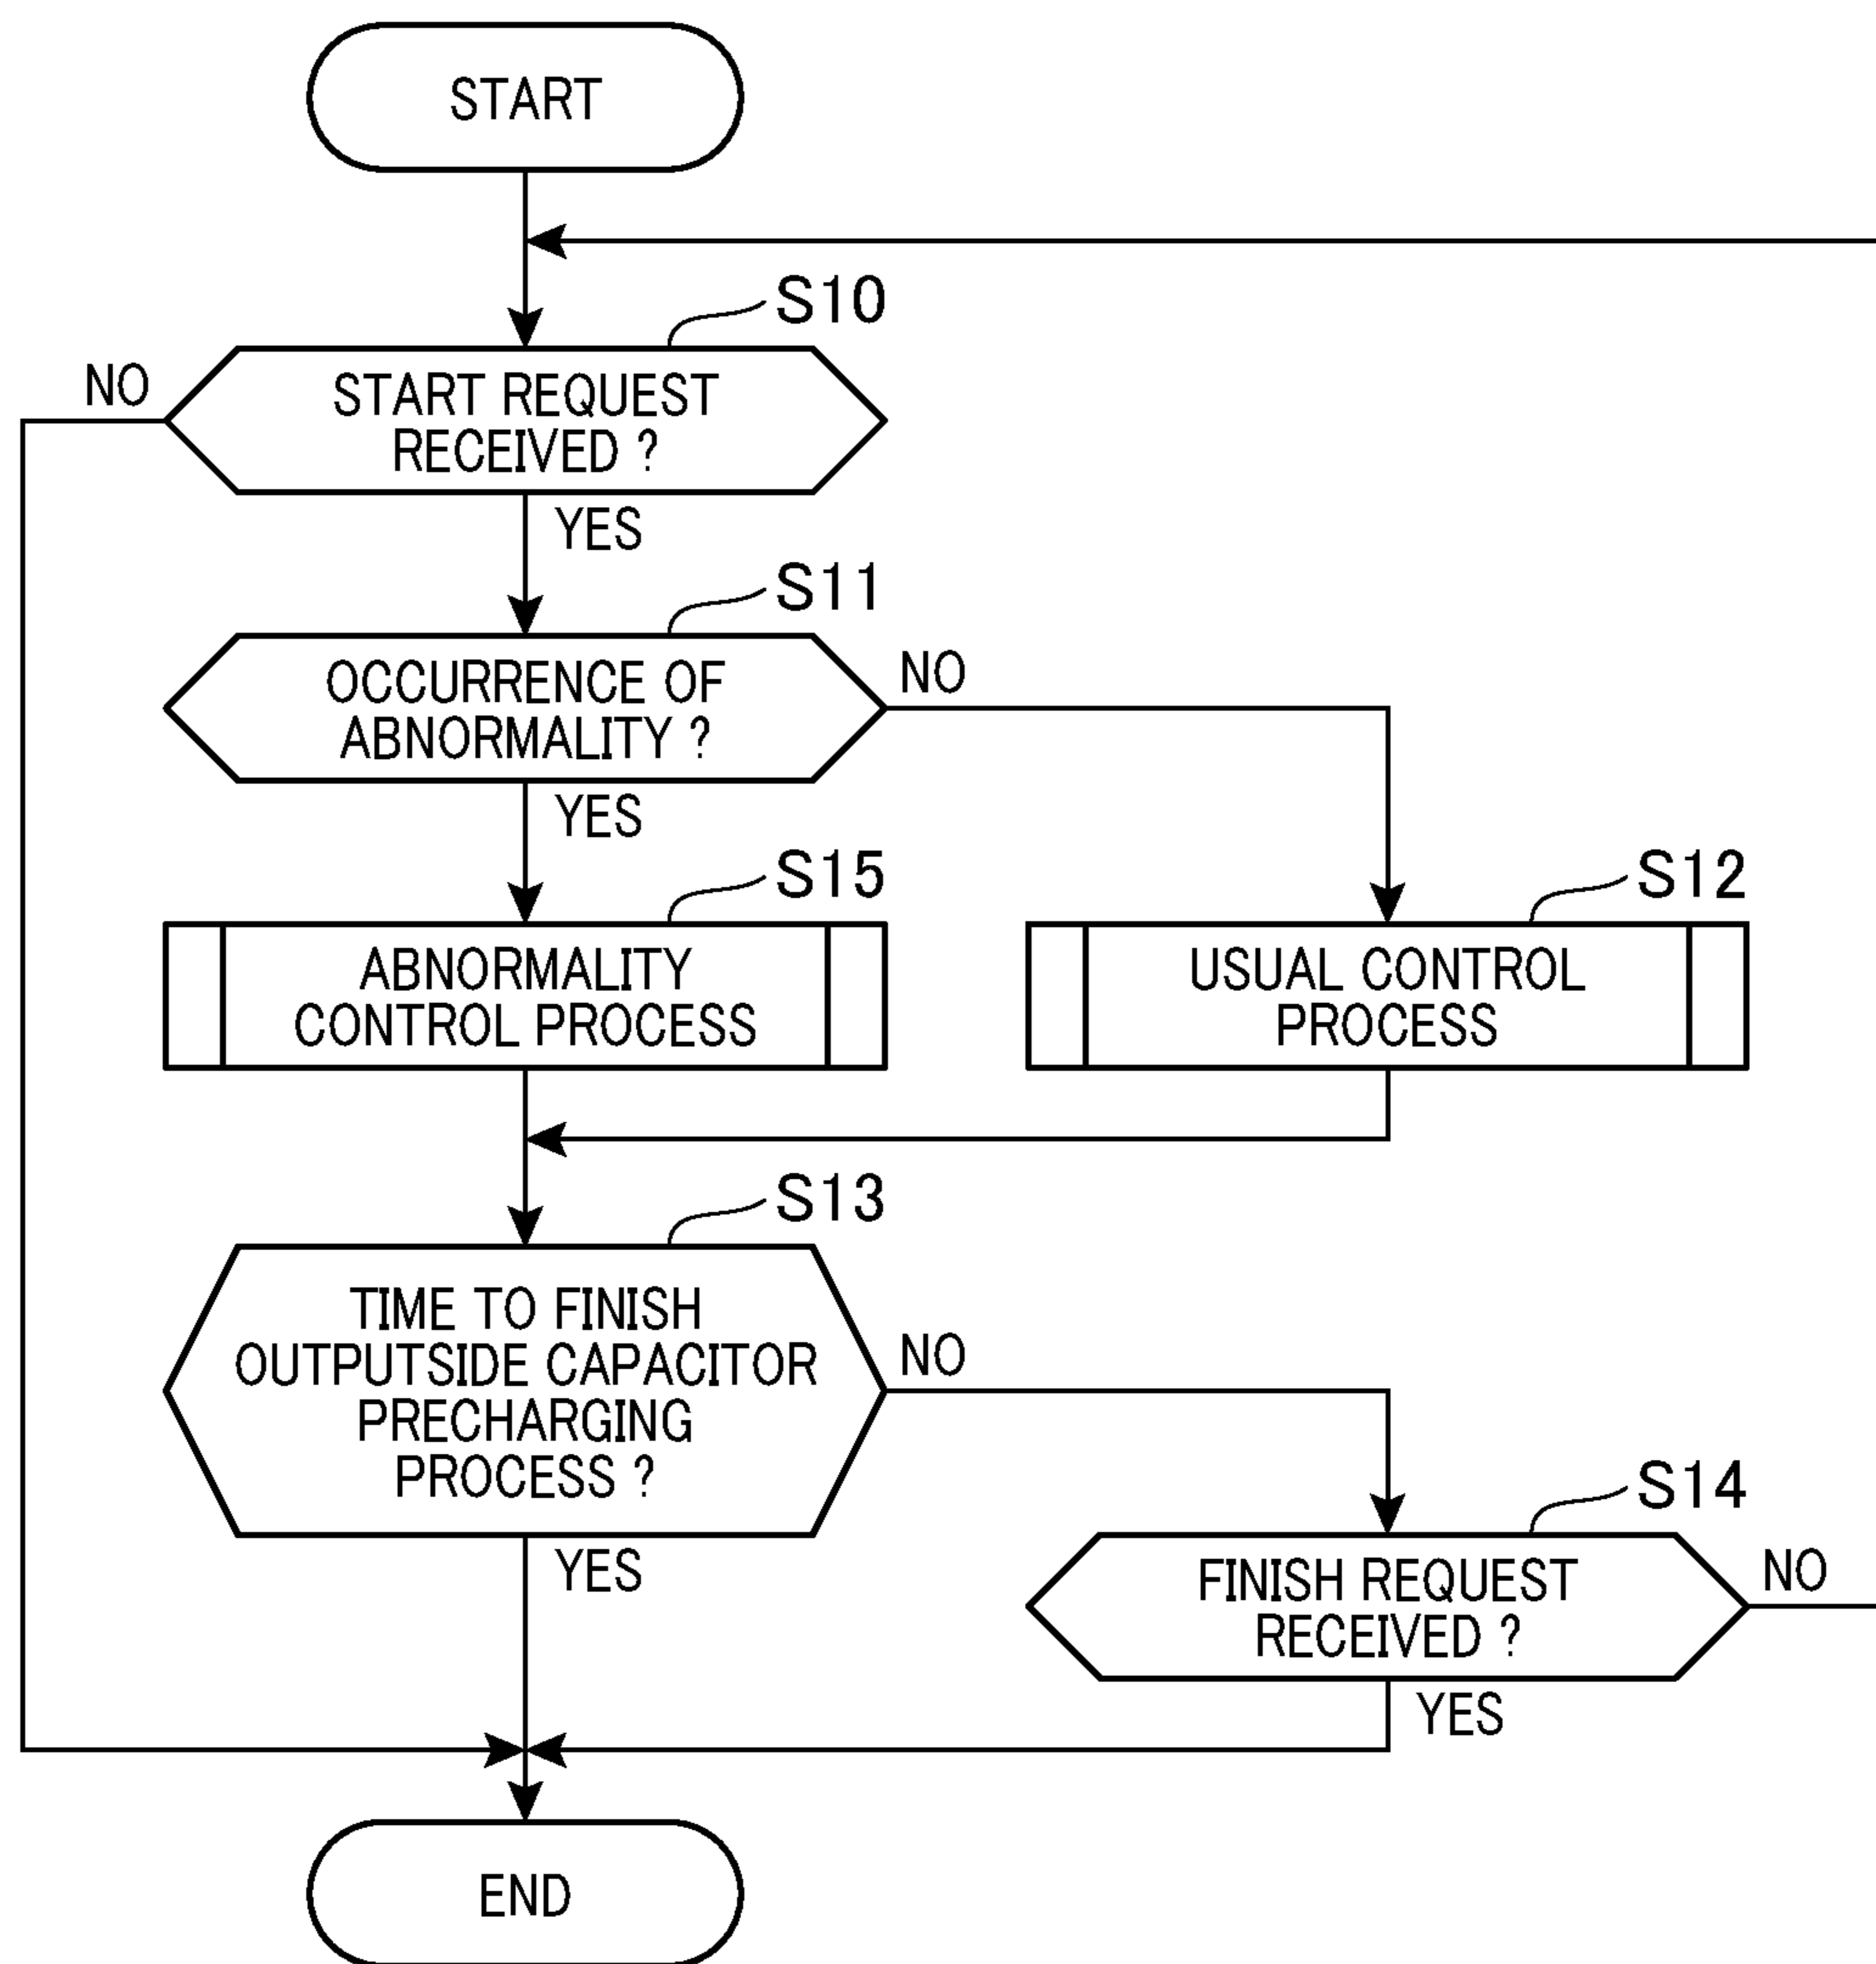 START
S10
NO
START REQUEST
RECEIVED ?
YES
S11
OCCURRENCE OF
ABNORMALITY ?
NO
YES
S15
S12
ABNORMALITY
CONTROL PROCESS
USUAL CONTROL
PROCESS
S13
TIME TO FINISH
OUTPUTSIDE CAPACITOR
PRECHARGING
PROCESS ?
NO
YES
S14
FINISH REQUEST
RECEIVED ?
NO
YES
END